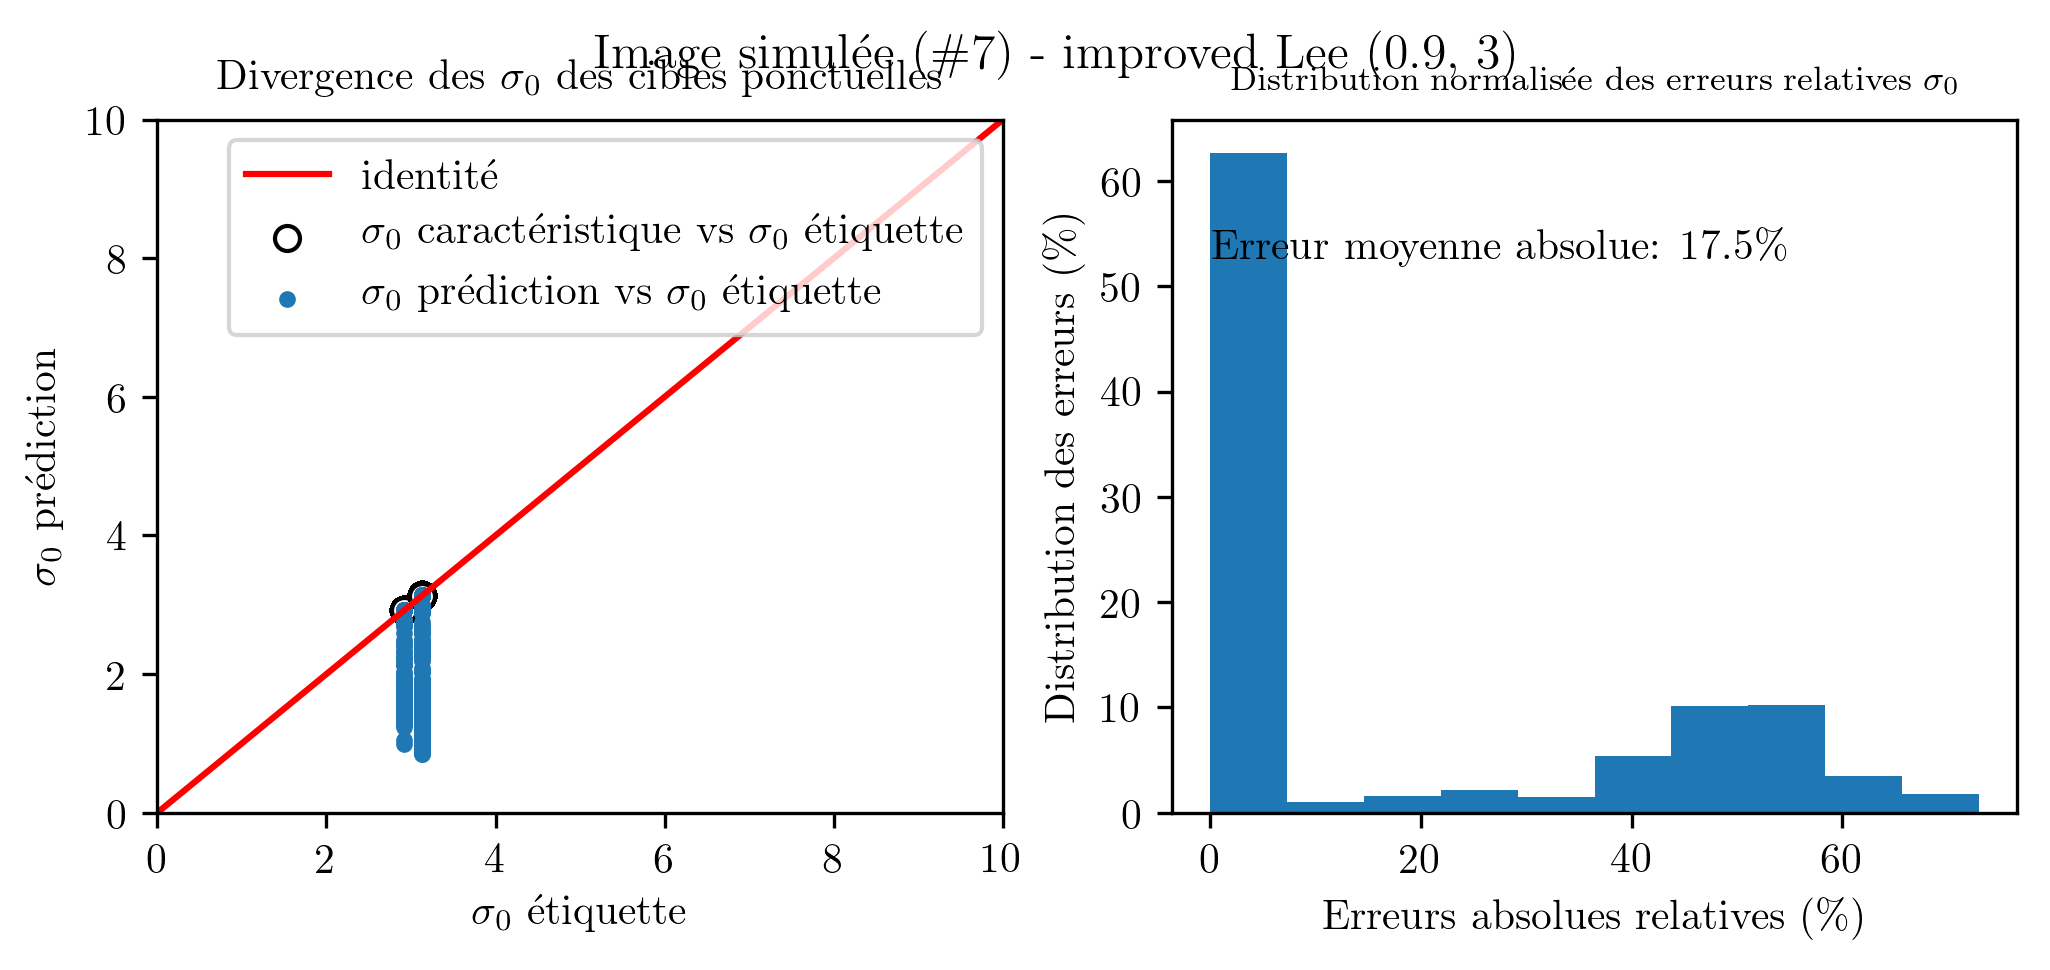 Image simulée (#7) - improved Lee (0.9, 3)
Divergence des σ0 des cibles ponctuelles
10
8
6
4
2
0
σ0 prédiction
identité
σ0 caractéristique vs σ0 étiquette
σ0 prédiction vs σ0 étiquette
0 2 4 6 8 10
σ0 étiquette
Distribution normalisée des erreurs relatives σ0
60
50
40
30
20
10
0
Distribution des erreurs (%)
Erreur moyenne absolue: 17.5%
0 20 40 60
Erreurs absolues relatives (%)